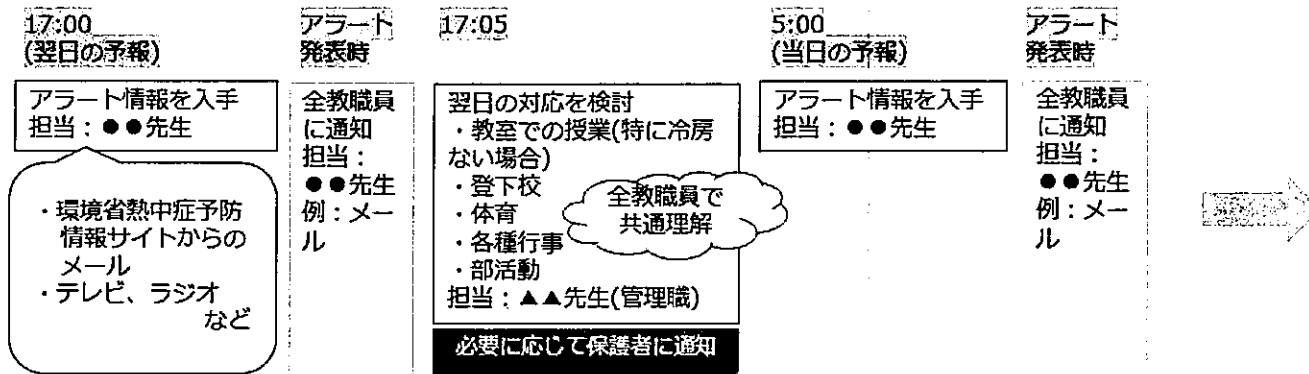 17:00
(翌日の予報)
アラート情報を入手
担当：●●先生
・環境省熱中症予防
情報サイトからの
メール
・テレビ、ラジオ
など
アラート
発表時
全教職員
に通知
担当：
●●先生
例：メー
ル
17:05
翌日の対応を検討
・教室での授業(特に冷房
ない場合)
・登下校
・体育
・各種行事
・部活動
担当：▲▲先生(管理職)
全教職員で
共通理解
必要に応じて保護者に通知
5:00
(当日の予報)
アラート情報を入手
担当：●●先生
アラート
発表時
全教職員
に通知
担当：
●●先生
例：メー
ル